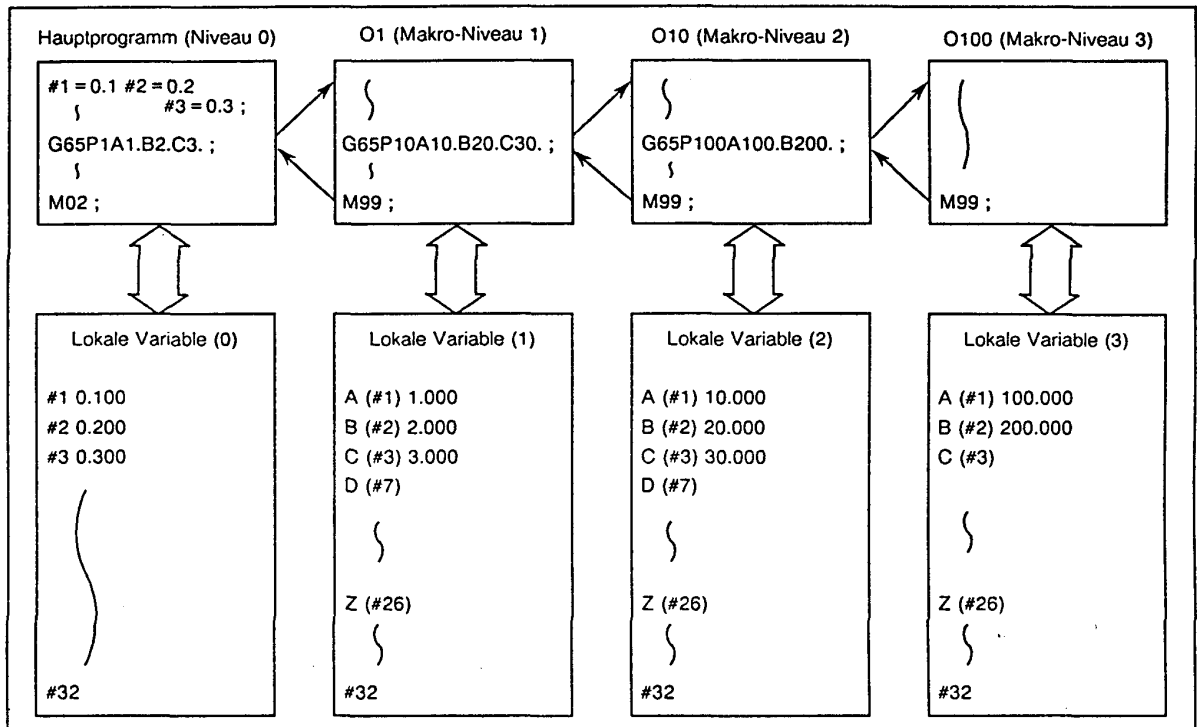 Hauptprogramm (Niveau 0)
#1 = 0.1 #2 = 0.2
#3 = 0.3 ;
G65P1A1.B2.C3. ;
M02 ;
O1 (Makro-Niveau 1)
G65P10A10.B20.C30. ;
M99 ;
O10 (Makro-Niveau 2)
G65P100A100.B200. ;
M99 ;
O100 (Makro-Niveau 3)
M99 ;
Lokale Variable (0)
#1 0.100
#2 0.200
#3 0.300
#32
Lokale Variable (1)
A (#1) 1.000
B (#2) 2.000
C (#3) 3.000
D (#7)
Z (#26)
#32
Lokale Variable (2)
A (#1) 10.000
B (#2) 20.000
C (#3) 30.000
D (#7)
Z (#26)
#32
Lokale Variable (3)
A (#1) 100.000
B (#2) 200.000
C (#3)
Z (#26)
#32